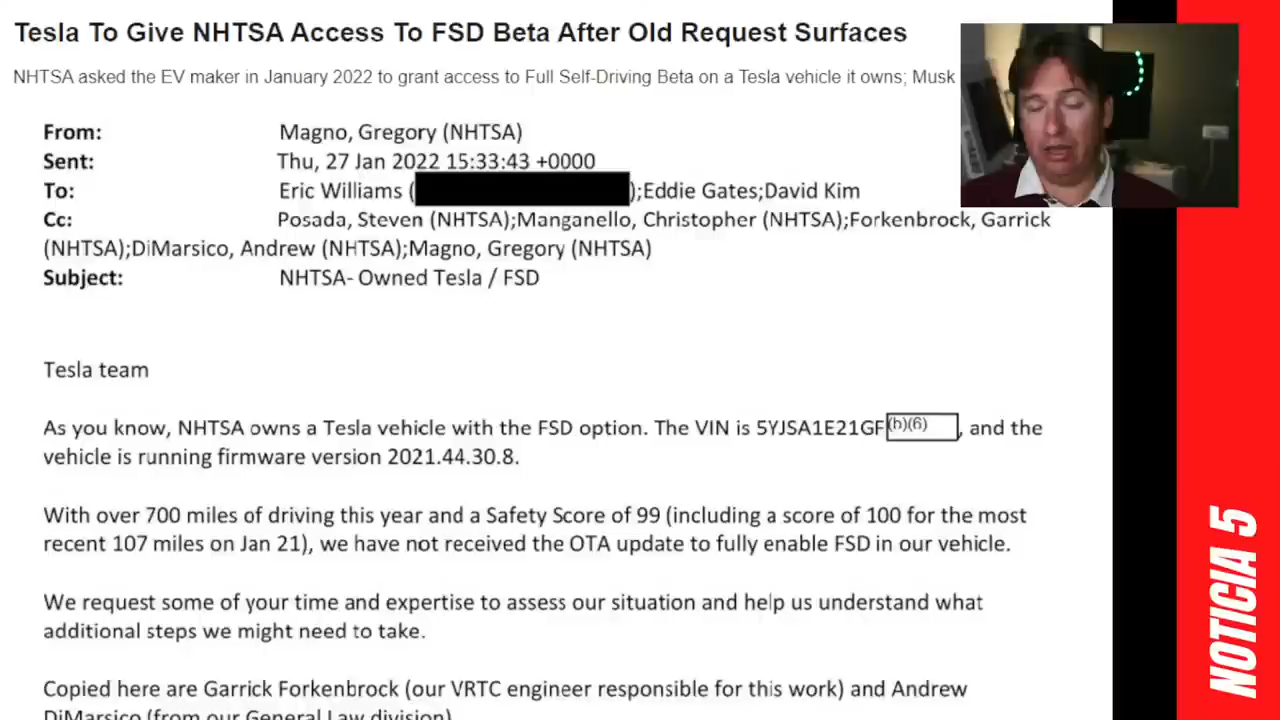 Tesla To Give NHTSA Access To FSD Beta After Old Request Surfaces
NHTSA asked the EV maker in January 2022 to grant access to Full Self-Driving Beta on a Tesla vehicle it owns; Musk
From: Magno, Gregory (NHTSA)
Sent: Thu, 27 Jan 2022 15:33:43 +0000
To: Eric Williams ( );Eddie Gates;David Kim
Cc: Posada, Steven (NHTSA);Manganello, Christopher (NHTSA);Forkenbrock, Garrick
(NHTSA);DiMarsico, Andrew (NHTSA);Magno, Gregory (NHTSA)
Subject: NHTSA- Owned Tesla / FSD
Tesla team
As you know, NHTSA owns a Tesla vehicle with the FSD option. The VIN is 5YJSA1E21GF(b)(6) , and the
vehicle is running firmware version 2021.44.30.8.
With over 700 miles of driving this year and a Safety Score of 99 (including a score of 100 for the most
recent 107 miles on Jan 21), we have not received the OTA update to fully enable FSD in our vehicle.
We request some of your time and expertise to assess our situation and help us understand what
additional steps we might need to take.
Copied here are Garrick Forkenbrock (our VRTC engineer responsible for this work) and Andrew
DiMarsico (from our General Law division)
NOTICIA 5